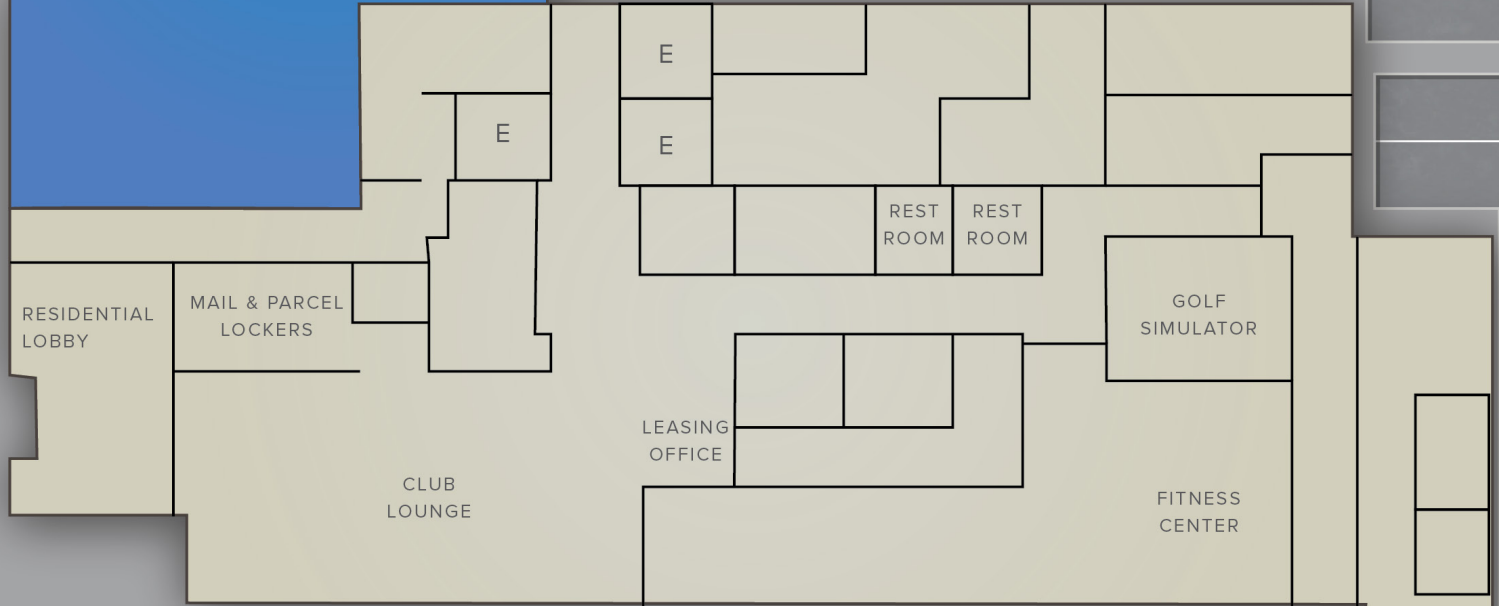 E
E
E
REST
ROOM
REST
ROOM
RESIDENTIAL
LOBBY
MAIL & PARCEL
LOCKERS
GOLF
SIMULATOR
LEASING
OFFICE
CLUB
LOUNGE
FITNESS
CENTER